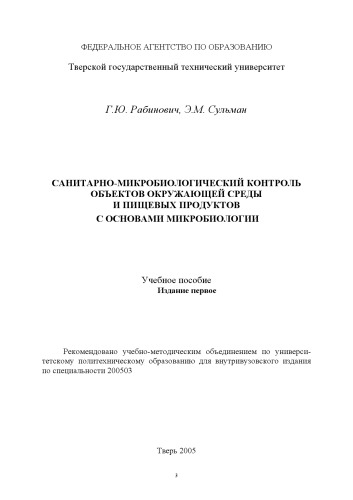 ФЕДЕРАЛЬНОЕ АГЕНТСТВО ПО ОБРАЗОВАНИЮ
Тверской государственный технический университет
Г.Ю. Рабинович, Э.М. Сульман
САНИТАРНО-МИКРОБИОЛОГИЧЕСКИЙ КОНТРОЛЬ
ОБЪЕКТОВ ОКРУЖАЮЩЕЙ СРЕДЫ
И ПИЩЕВЫХ ПРОДУКТОВ
С ОСНОВАМИ МИКРОБИОЛОГИИ
Учебное пособие
Издание первое
Рекомендовано учебно-методическим объединением по универси-
тетскому политехническому образованию для внутривузовского издания
по специальности 200503
Тверь 2005